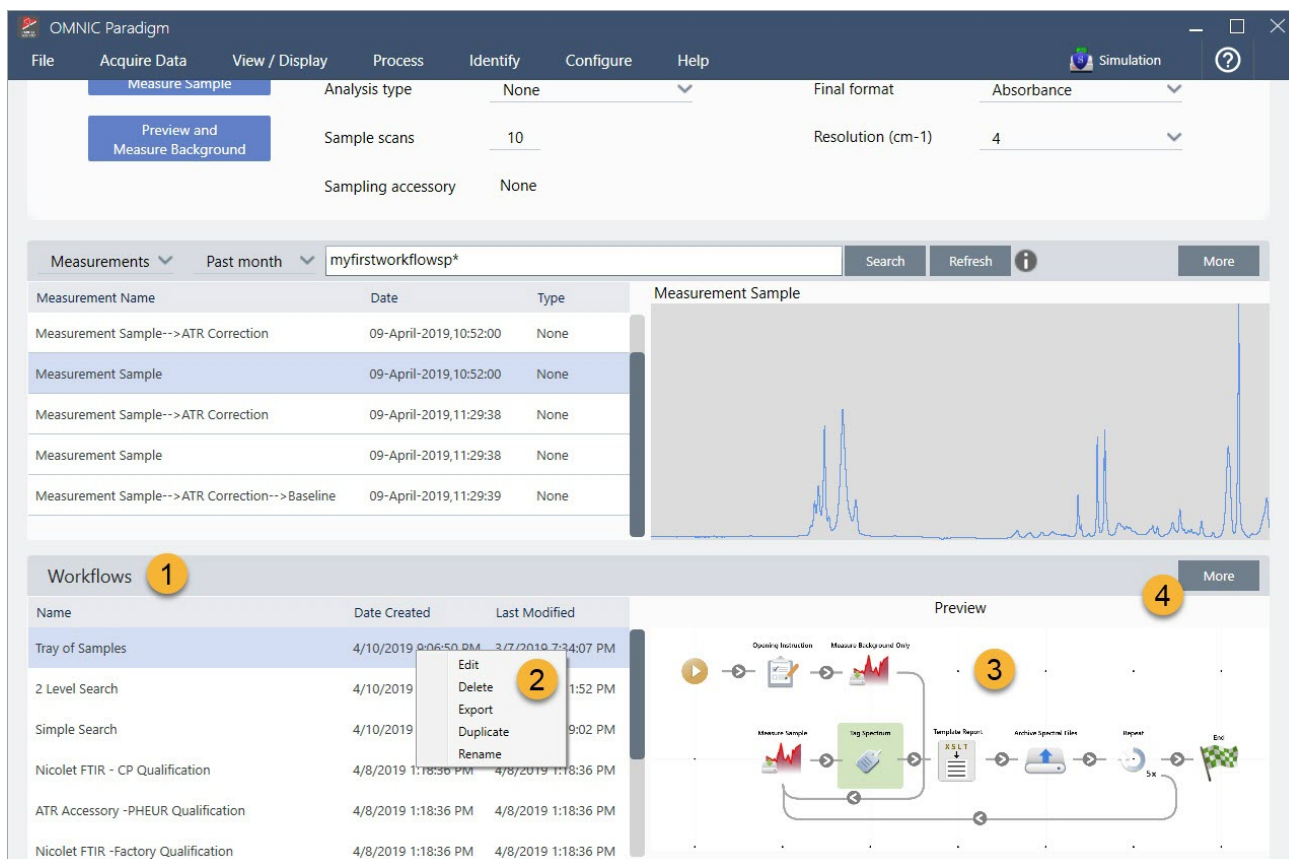 OMNIC Paradigm
File Acquire Data View / Display Process Identify Configure Help Simulation ?
Measure Sample Analysis type None Final format Absorbance
Preview and
Measure Background Sample scans 10 Resolution (cm-1) 4
Sampling accessory None
Measurements Past month myfirstworkflowsp* Search Refresh i More
Measurement Name Date Type Measurement Sample
Measurement Sample-->ATR Correction 09-April-2019,10:52:00 None
Measurement Sample 09-April-2019,10:52:00 None
Measurement Sample-->ATR Correction 09-April-2019,11:29:38 None
Measurement Sample 09-April-2019,11:29:38 None
Measurement Sample-->ATR Correction-->Baseline 09-April-2019,11:29:39 None
Workflows 1 4 More
Name Date Created Last Modified Preview
Tray of Samples 4/10/2019 9:06:50 PM 3/7/2019 7:34:07 PM
2 Level Search 4/10/2019 1:52 PM
Simple Search 4/10/2019 9:02 PM
Nicolet FTIR - CP Qualification 4/8/2019 1:18:36 PM 4/8/2019 1:18:36 PM
ATR Accessory -PHEUR Qualification 4/8/2019 1:18:36 PM 4/8/2019 1:18:36 PM
Nicolet FTIR -Factory Qualification 4/8/2019 1:18:36 PM 4/8/2019 1:18:36 PM
Edit
Delete 2
Export
Duplicate
Rename
Opening Instruction Measure Background Only
3
Measure Sample Tag Spectrum Template Report Archive Spectral Files Repeat End
XSLT
5x